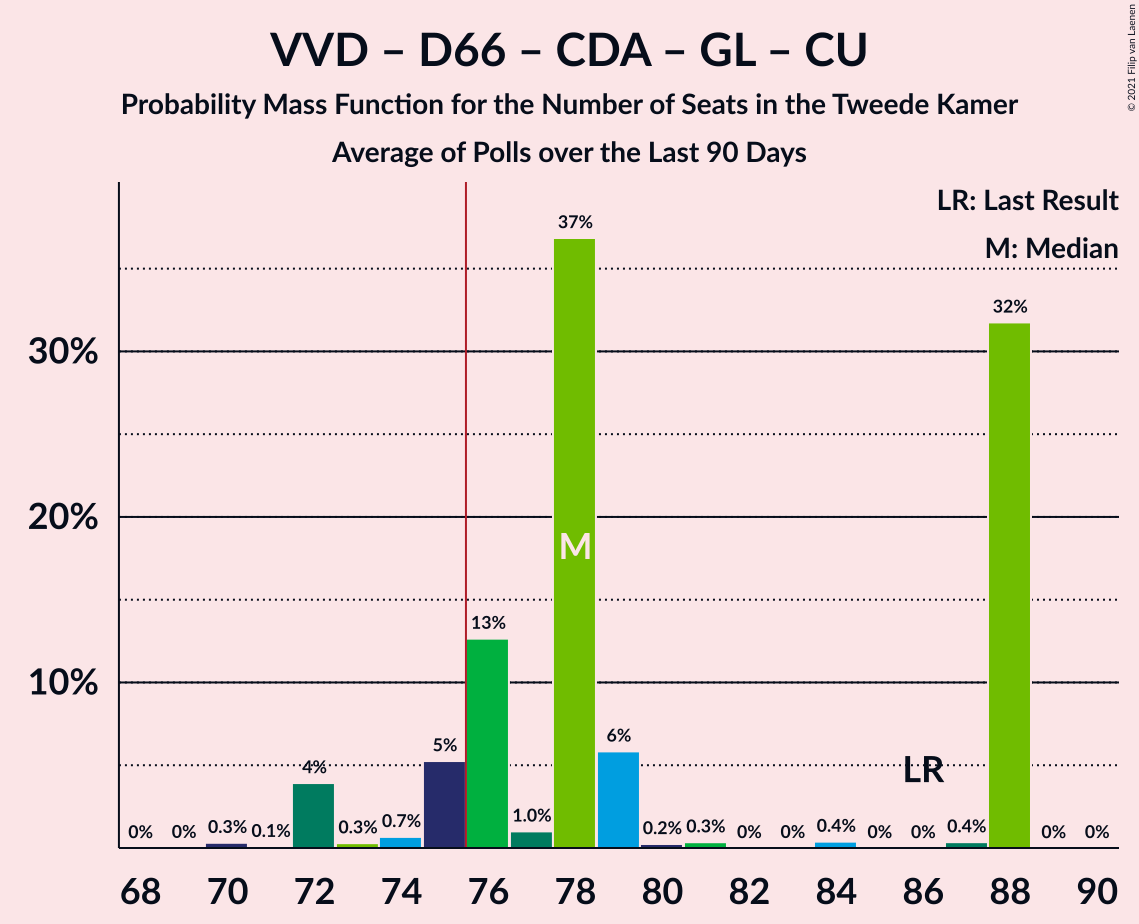 VVD – D66 – CDA – GL – CU
Probability Mass Function for the Number of Seats in the Tweede Kamer
Average of Polls over the Last 90 Days
© 2021 Filip van Laenen
LR: Last Result
M: Median
37%
32%
30%
20%
M
13%
10%
6%
5%
4%
LR
0% 0% 0.3% 0.1% 0.3% 0.7% 1.0% 0.2% 0.3% 0% 0% 0.4% 0% 0% 0.4% 0% 0%
68 70 72 74 76 78 80 82 84 86 88 90